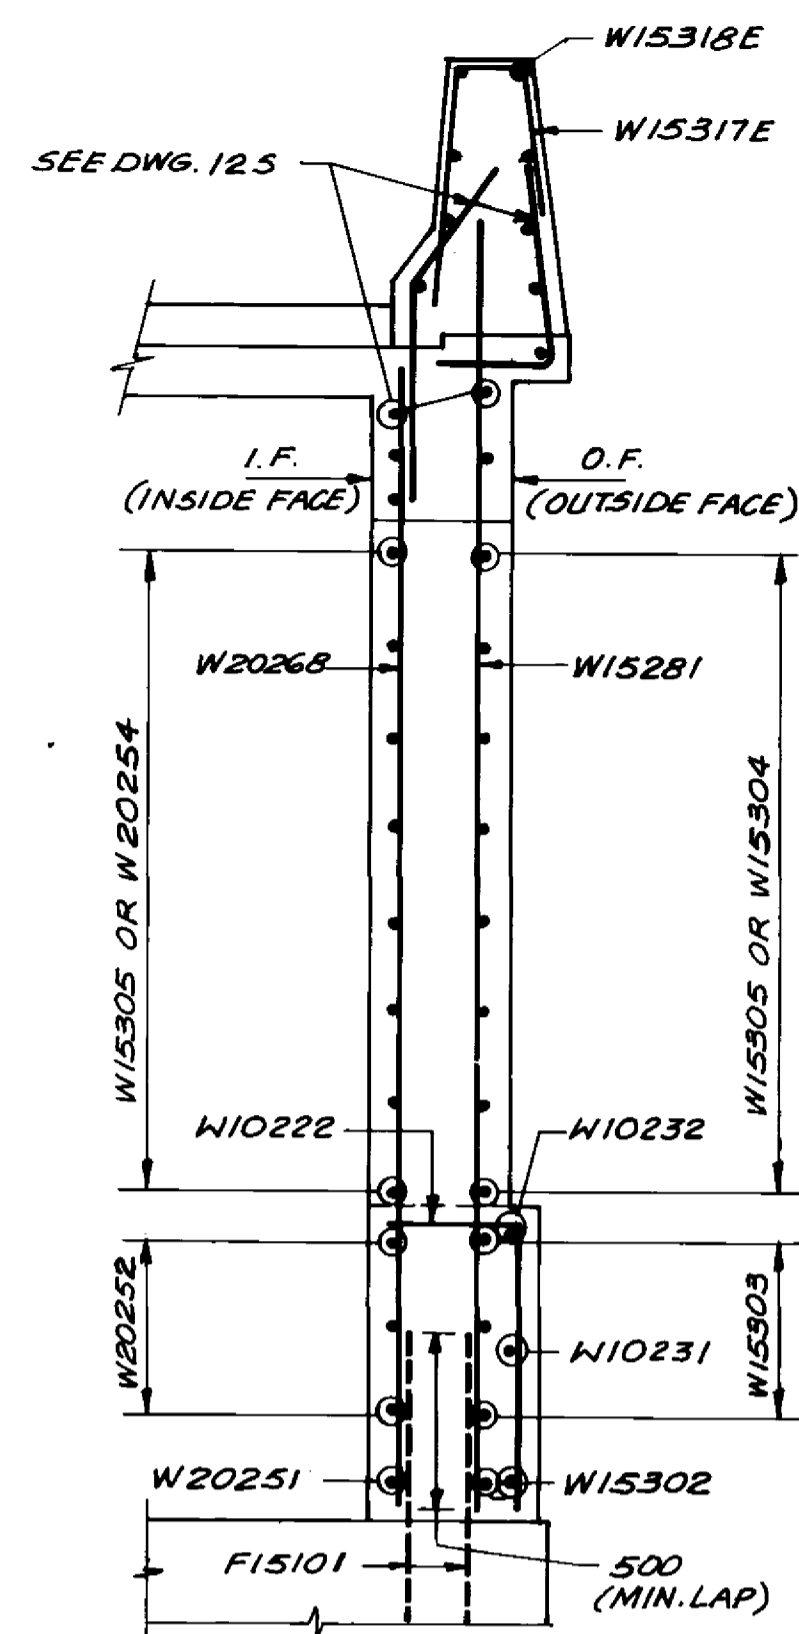 W15318E
W15317E
SEE DWG. 125
I.F.
(INSIDE FACE)
O.F.
(OUTSIDE FACE)
W20268
W15281
W15305 OR W20254
W15305 OR W15304
W10222
W10232
W20252
W10231
W15303
W20251
W15302
F15101
500
(MIN. LAP)